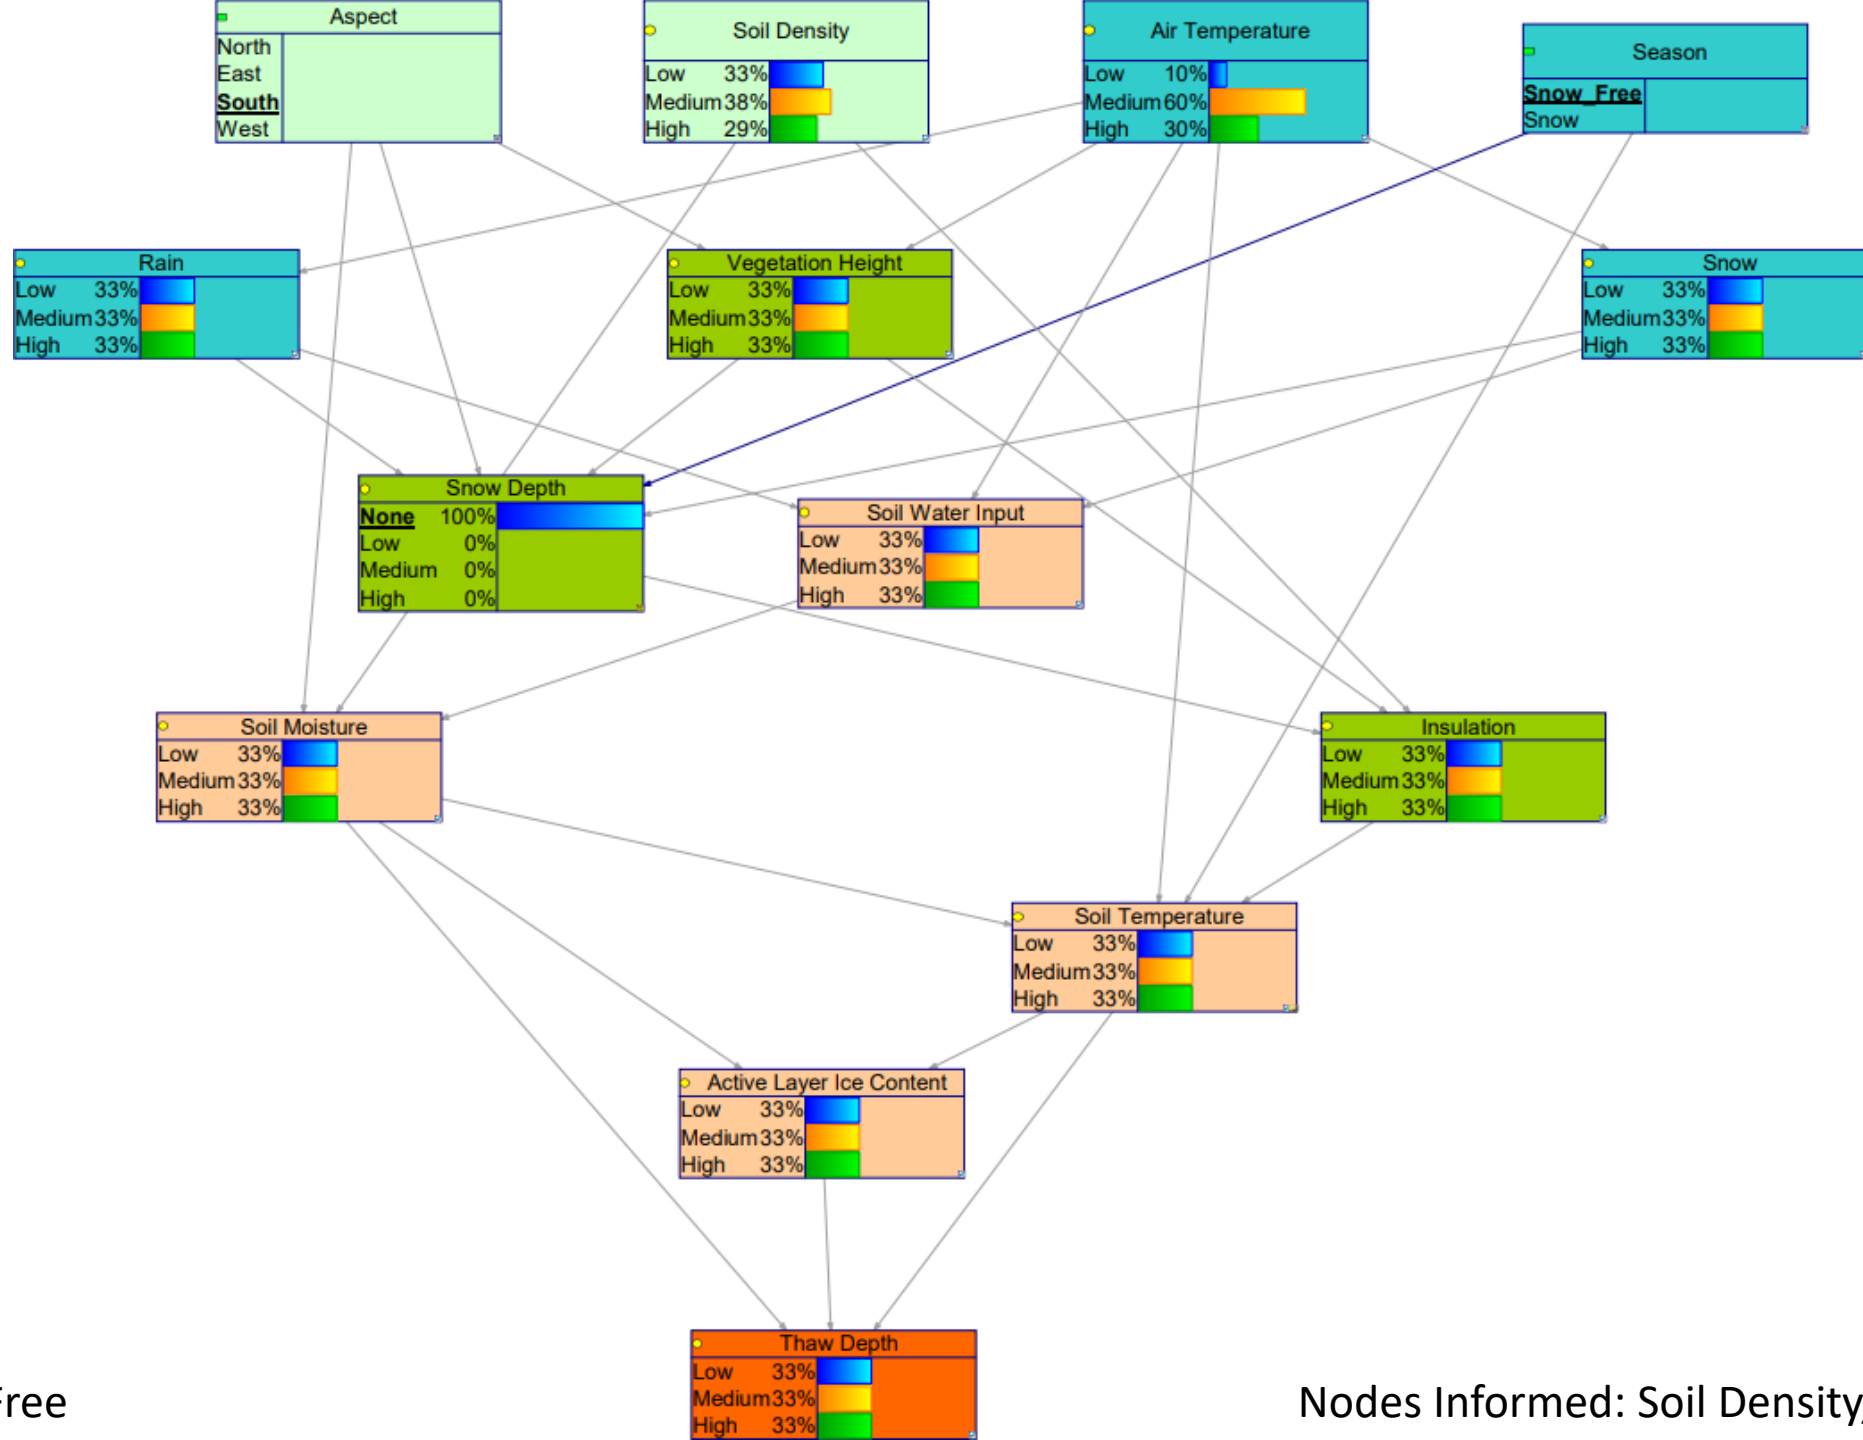 Aspect
North
East
South
West
Soil Density
Low 33%
Medium 38%
High 29%
Air Temperature
Low 10%
Medium 60%
High 30%
Season
Snow_Free
Snow
Rain
Low 33%
Medium 33%
High 33%
Vegetation Height
Low 33%
Medium 33%
High 33%
Snow
Low 33%
Medium 33%
High 33%
Snow Depth
None 100%
Low 0%
Medium 0%
High 0%
Soil Water Input
Low 33%
Medium 33%
High 33%
Soil Moisture
Low 33%
Medium 33%
High 33%
Insulation
Low 33%
Medium 33%
High 33%
Soil Temperature
Low 33%
Medium 33%
High 33%
Active Layer Ice Content
Low 33%
Medium 33%
High 33%
Thaw Depth
Low 33%
Medium 33%
High 33%
Free
Nodes Informed: Soil Density,